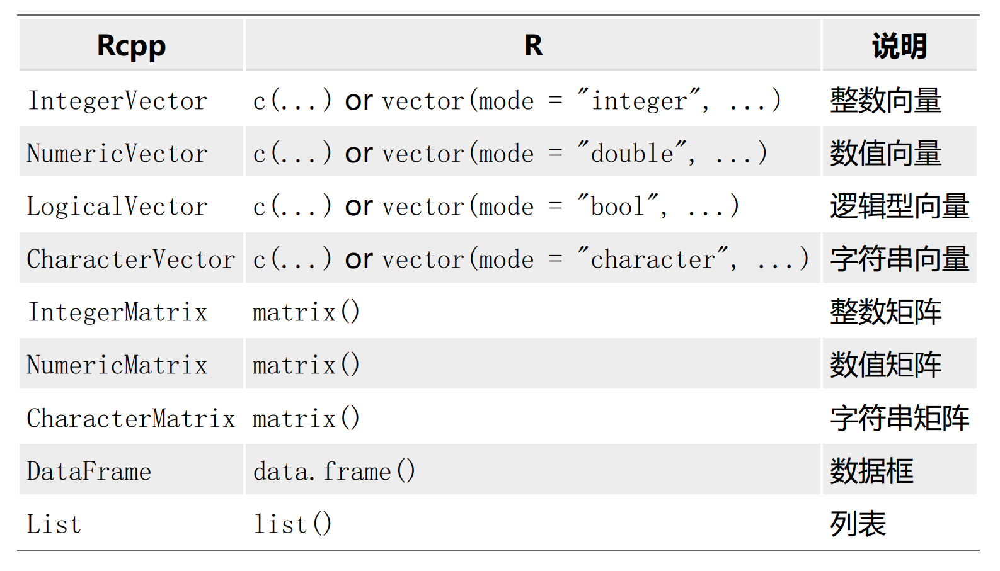 Rcpp R 说明
IntegerVector c(...) or vector(mode = "integer", ...) 整数向量
NumericVector c(...) or vector(mode = "double", ...) 数值向量
LogicalVector c(...) or vector(mode = "bool", ...) 逻辑型向量
CharacterVector c(...) or vector(mode = "character", ...) 字符串向量
IntegerMatrix matrix() 整数矩阵
NumericMatrix matrix() 数值矩阵
CharacterMatrix matrix() 字符串矩阵
DataFrame data.frame() 数据框
List list() 列表